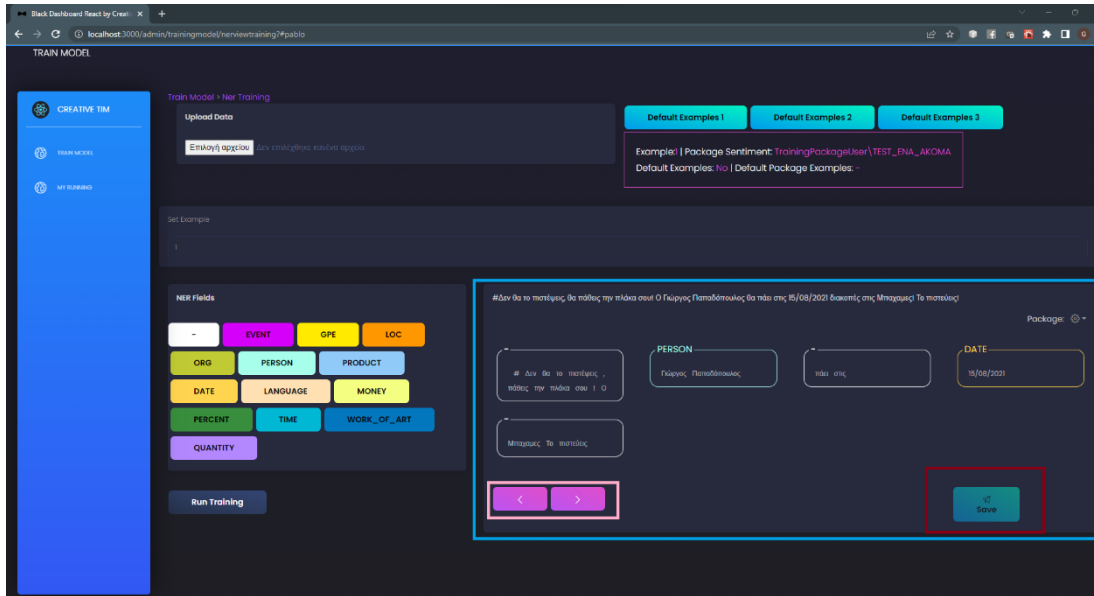 Black Dashboard React by Creati
localhost:3000/admin/trainingmodel/nerviewtraining?#pablo
TRAIN MODEL
CREATIVE TIM
TRAIN MODEL
MY RUNNING
Train Model > Ner Training
Upload Data
Επιλογή αρχείου Δεν επιλέχθηκε κανένα αρχείο
Default Examples 1
Default Examples 2
Default Examples 3
Example:1 | Package Sentiment: TrainingPackageUser\TEST_ENA_AKOMA
Default Examples: No | Default Package Examples: -
Set Example
1
NER Fields
-
EVENT
GPE
LOC
ORG
PERSON
PRODUCT
DATE
LANGUAGE
MONEY
PERCENT
TIME
WORK_OF_ART
QUANTITY
Run Training
#Δεν θα το πιστέψεις, θα πάθεις την πλάκα σου! Ο Γιώργος Παπαδόπουλος θα πάει στις 15/08/2021 διακοπές στις Μπαχαμες! Το πιστεύεις!
Package:
-
# Δεν θα το πιστέψεις ,
πάθεις την πλάκα σου ! Ο
PERSON
Γιώργος Παπαδόπουλος
-
πάει στις
DATE
15/08/2021
-
Μπαχαμες Το πιστεύεις
Save